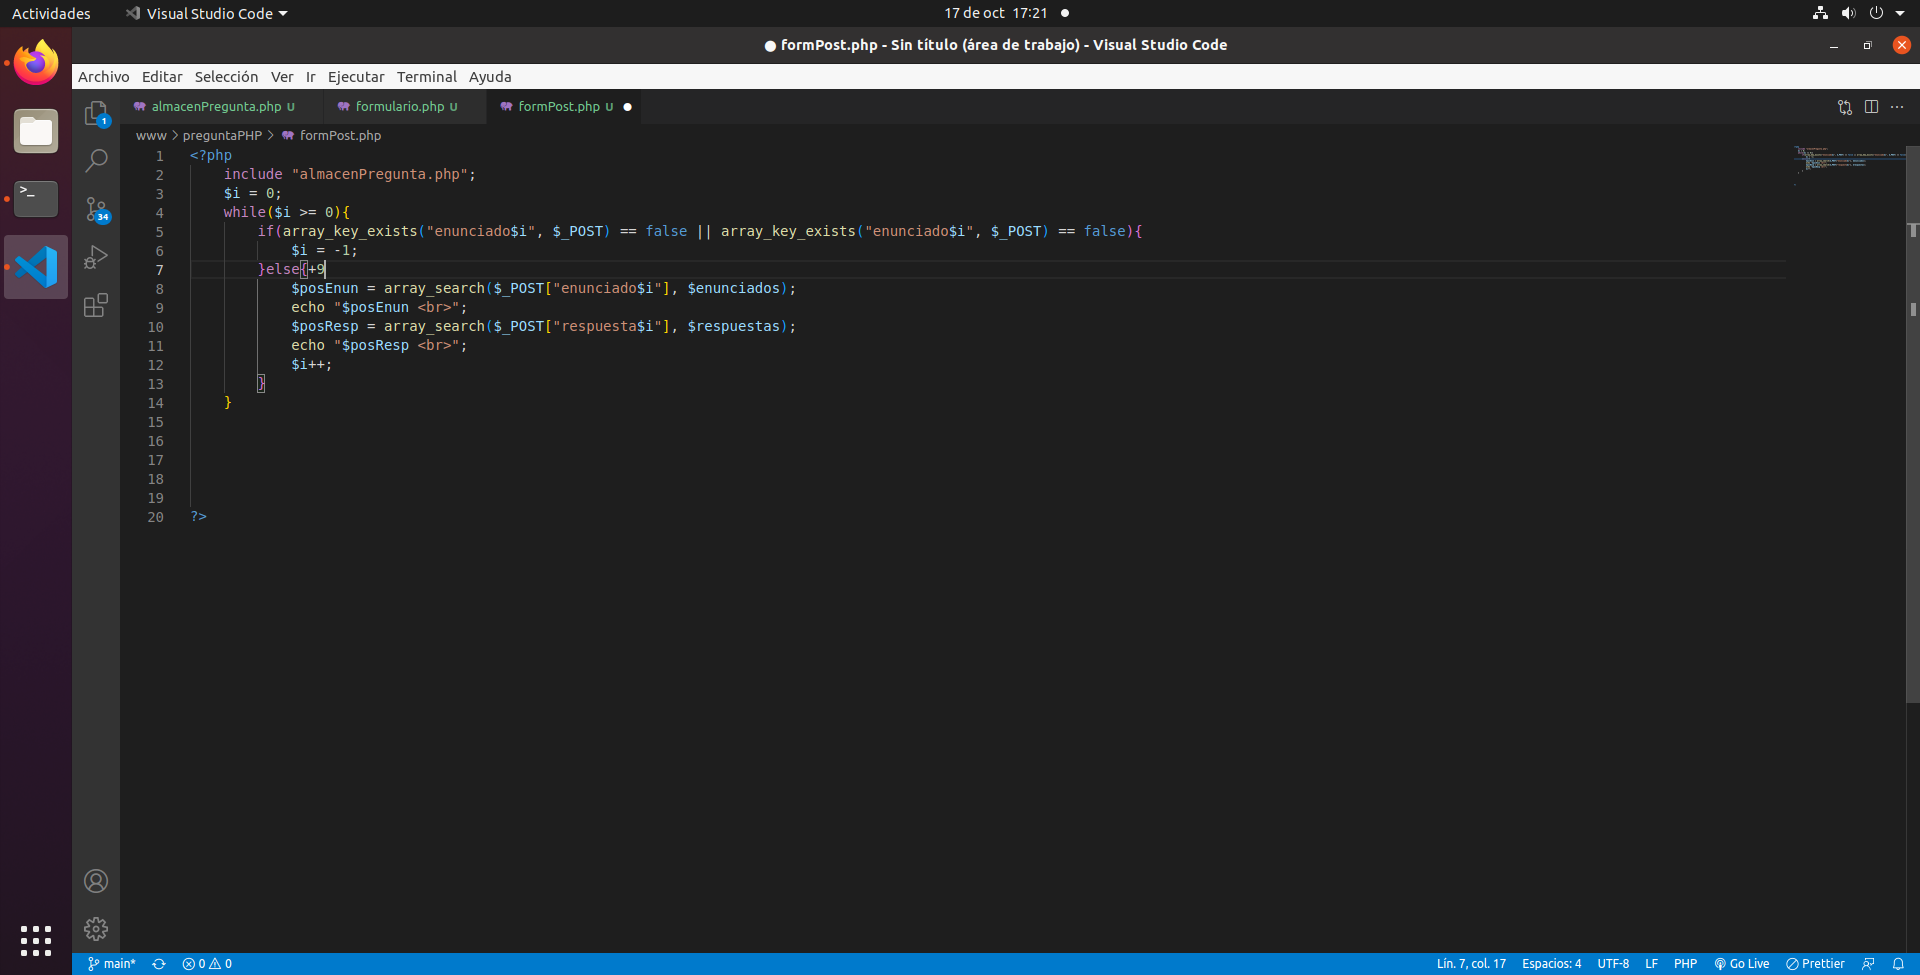 Actividades
Visual Studio Code
17 de oct 17:21
formPost.php - Sin título (área de trabajo) - Visual Studio Code
Archivo Editar Selección Ver Ir Ejecutar Terminal Ayuda
1
34
almacenPregunta.php U
formulario.php U
formPost.php U
www > preguntaPHP > formPost.php
1 <?php
2 include "almacenPregunta.php";
3 $i = 0;
4 while($i >= 0){
5 if(array_key_exists("enunciado$i", $_POST) == false || array_key_exists("enunciado$i", $_POST) == false){
6 $i = -1;
7 }else{+9
8 $posEnun = array_search($_POST["enunciado$i"], $enunciados);
9 echo "$posEnun <br>";
10 $posResp = array_search($_POST["respuesta$i"], $respuestas);
11 echo "$posResp <br>";
12 $i++;
13 }
14 }
15
16
17
18
19
20 ?>
main* 0 0
Lín. 7, col. 17 Espacios: 4 UTF-8 LF PHP Go Live Prettier